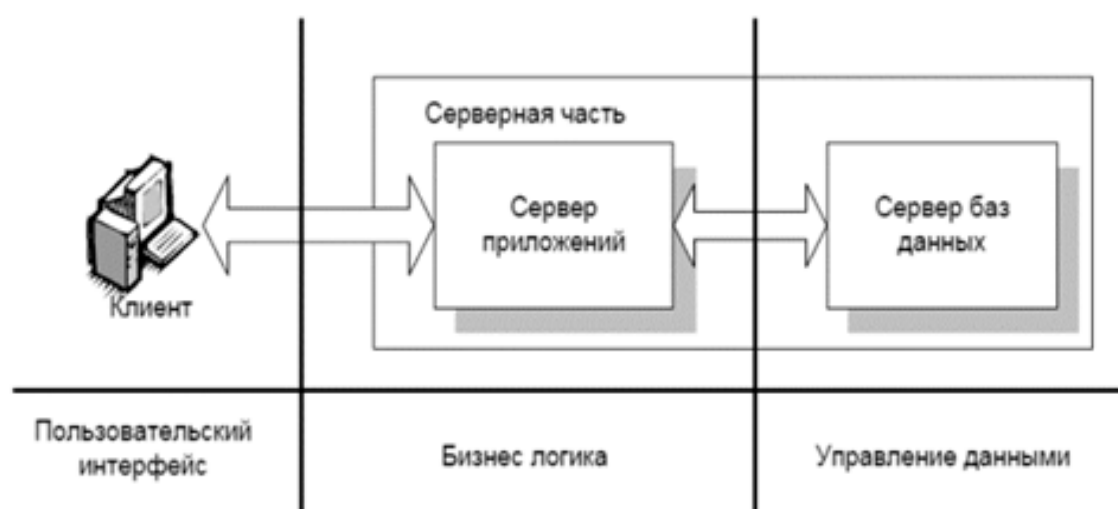 Серверная часть
Сервер
приложений
Сервер баз
данных
Клиент
Пользовательский
интерфейс
Бизнес логика
Управление данными